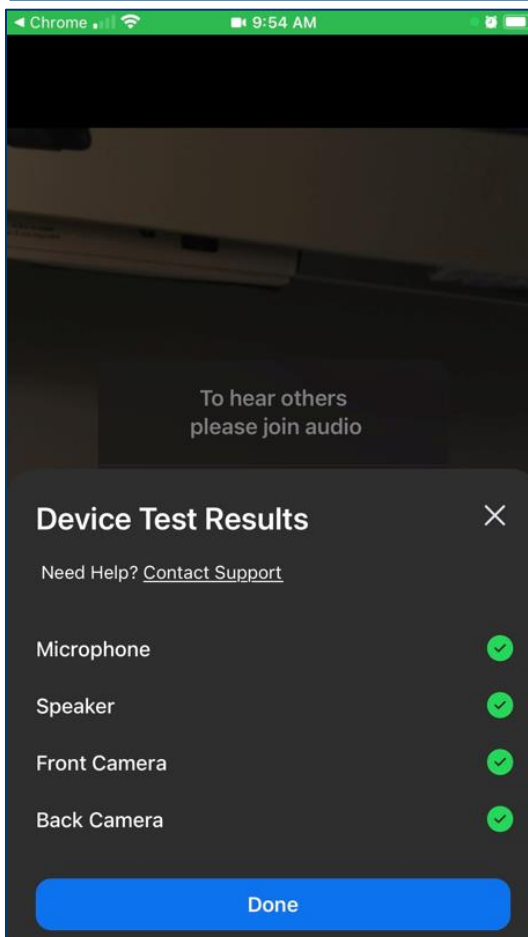 Chrome 9:54 AM
To hear others
please join audio
Device Test Results
Need Help? Contact Support
Microphone
Speaker
Front Camera
Back Camera
Done